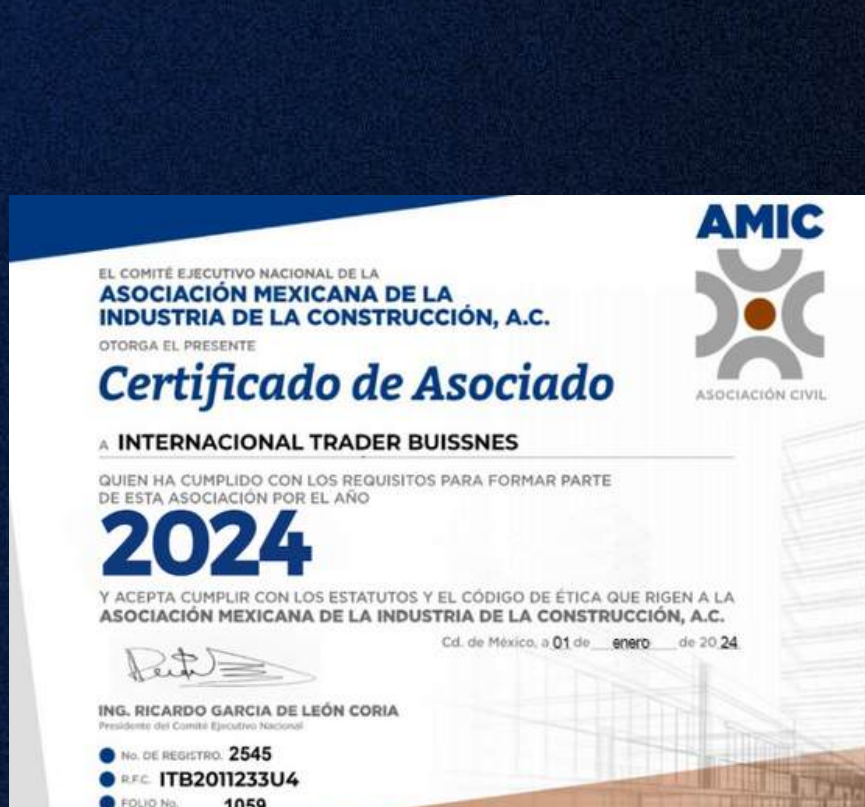 AMIC
EL COMITÉ EJECUTIVO NACIONAL DE LA
ASOCIACIÓN MEXICANA DE LA
INDUSTRIA DE LA CONSTRUCCIÓN, A.C.
OTORGA EL PRESENTE
Certificado de Asociado
ASOCIACIÓN CIVIL
A INTERNACIONAL TRADER BUISSNES
QUIEN HA CUMPLIDO CON LOS REQUISITOS PARA FORMAR PARTE
DE ESTA ASOCIACIÓN POR EL AÑO
2024
Y ACEPTA CUMPLIR CON LOS ESTATUTOS Y EL CÓDIGO DE ÉTICA QUE RIGEN A LA
ASOCIACIÓN MEXICANA DE LA INDUSTRIA DE LA CONSTRUCCIÓN, A.C.
Cd. de México, a 01 de enero de 20 24
ING. RICARDO GARCIA DE LEÓN CORIA
Presidente del Comité Ejecutivo Nacional
No. DE REGISTRO. 2545
R.F.C. ITB2011233U4
FOLIO No. 1059